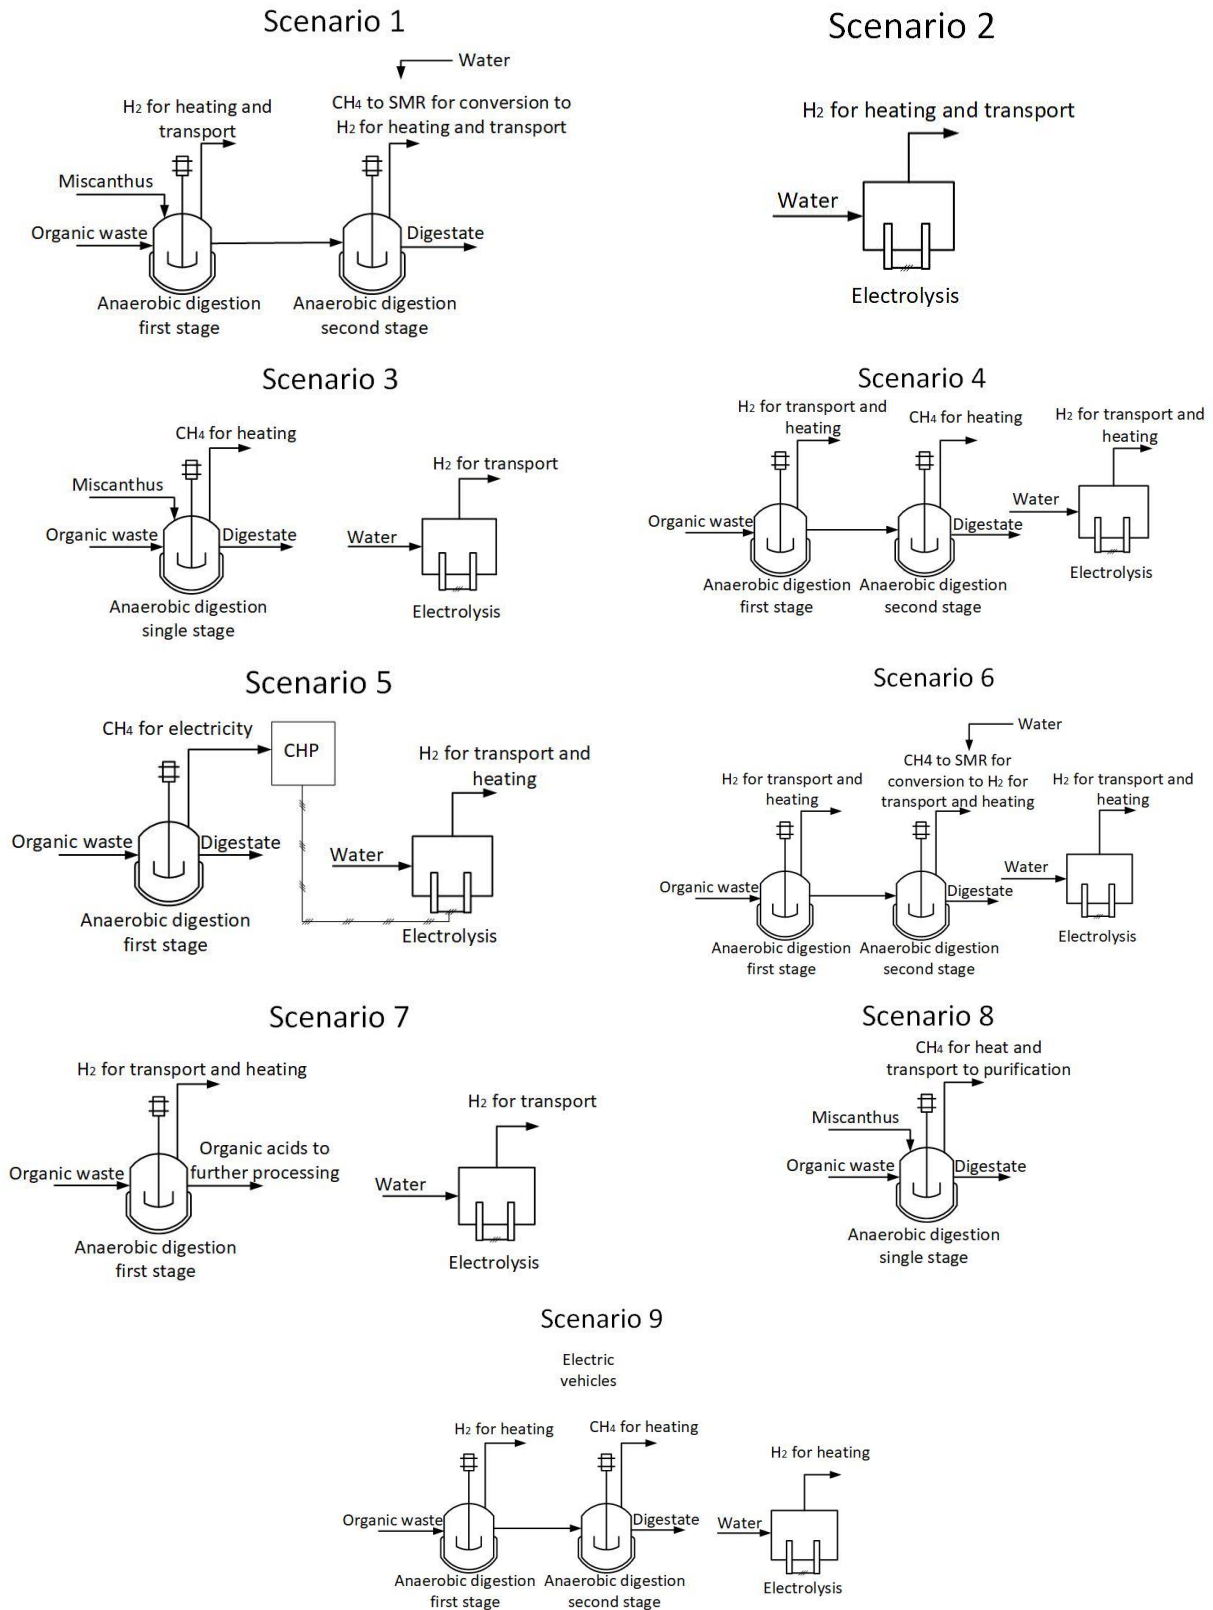 Scenario 1
Water
H2 for heating and
transport
CH4 to SMR for conversion to
H2 for heating and transport
Miscanthus
Organic waste
Digestate
Anaerobic digestion
first stage
Anaerobic digestion
second stage
Scenario 2
H2 for heating and transport
Water
Electrolysis
Scenario 3
CH4 for heating
Miscanthus
Organic waste
Digestate
Anaerobic digestion
single stage
H2 for transport
Water
Electrolysis
Scenario 4
H2 for transport and
heating
CH4 for heating
H2 for transport and
heating
Organic waste
Digestate
Water
Anaerobic digestion
first stage
Anaerobic digestion
second stage
Electrolysis
Scenario 5
CH4 for electricity
CHP
H2 for transport and
heating
Organic waste
Digestate
Water
Anaerobic digestion
first stage
Electrolysis
Scenario 6
Water
H2 for transport and
heating
CH4 to SMR for
conversion to H2 for
transport and heating
H2 for transport and
heating
Organic waste
Digestate
Water
Anaerobic digestion
first stage
Anaerobic digestion
second stage
Electrolysis
Scenario 7
H2 for transport and heating
Organic waste
Organic acids to
further processing
Anaerobic digestion
first stage
H2 for transport
Water
Electrolysis
Scenario 8
CH4 for heat and
transport to purification
Miscanthus
Organic waste
Digestate
Anaerobic digestion
single stage
Scenario 9
Electric
vehicles
H2 for heating
CH4 for heating
H2 for heating
Organic waste
Digestate
Water
Anaerobic digestion
first stage
Anaerobic digestion
second stage
Electrolysis